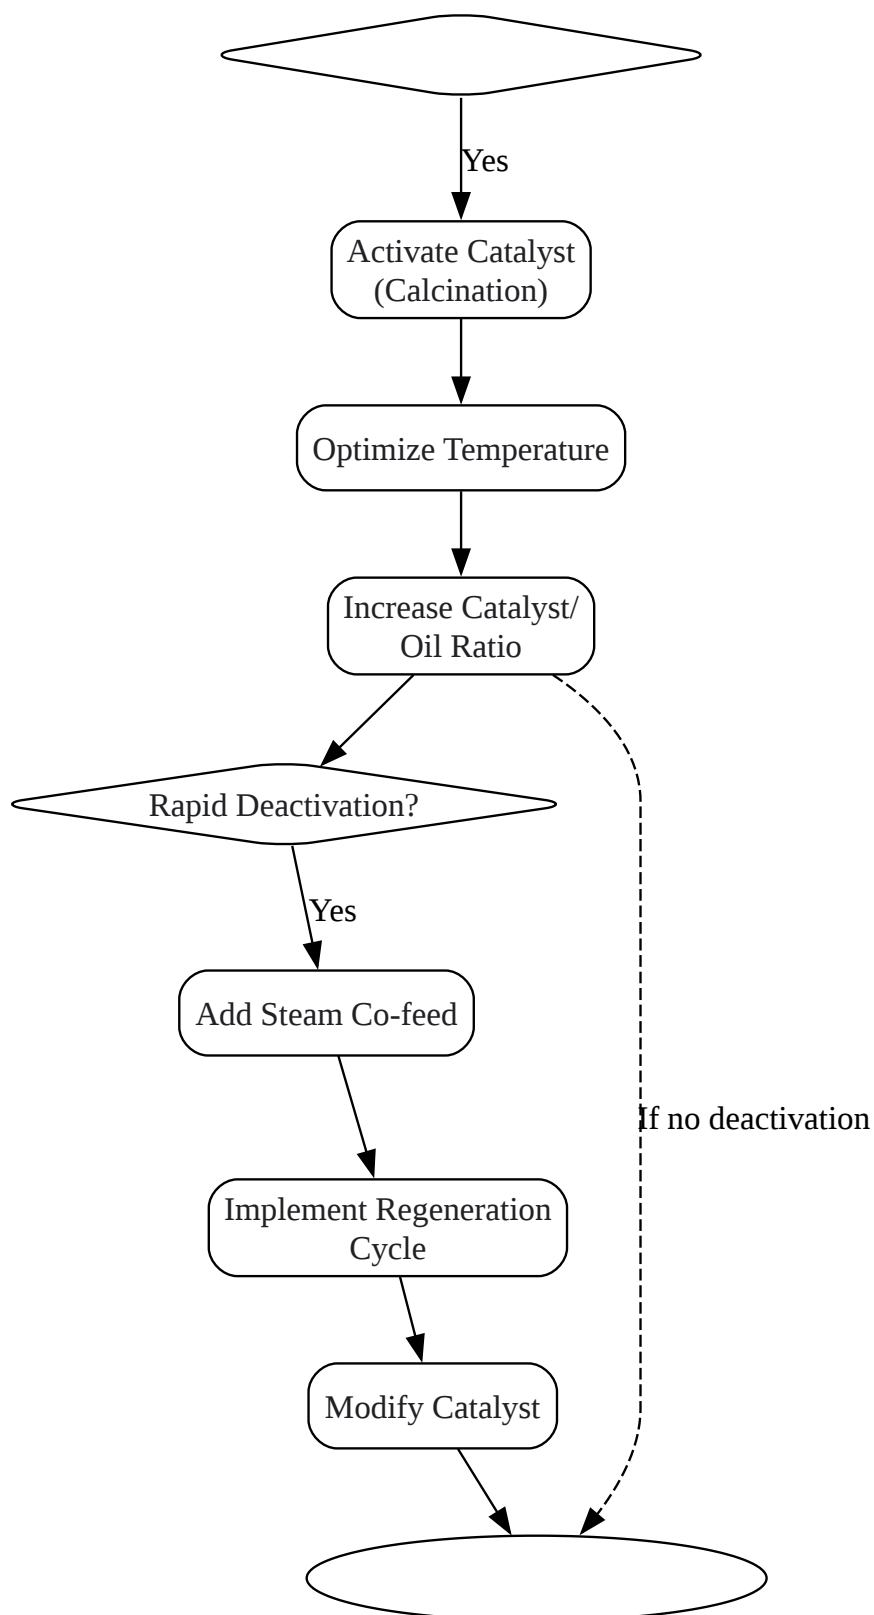 Yes
Activate Catalyst
(Calcination)
Optimize Temperature
Increase Catalyst/
Oil Ratio
Rapid Deactivation?
Yes
Add Steam Co-feed
If no deactivation
Implement Regeneration
Cycle
Modify Catalyst